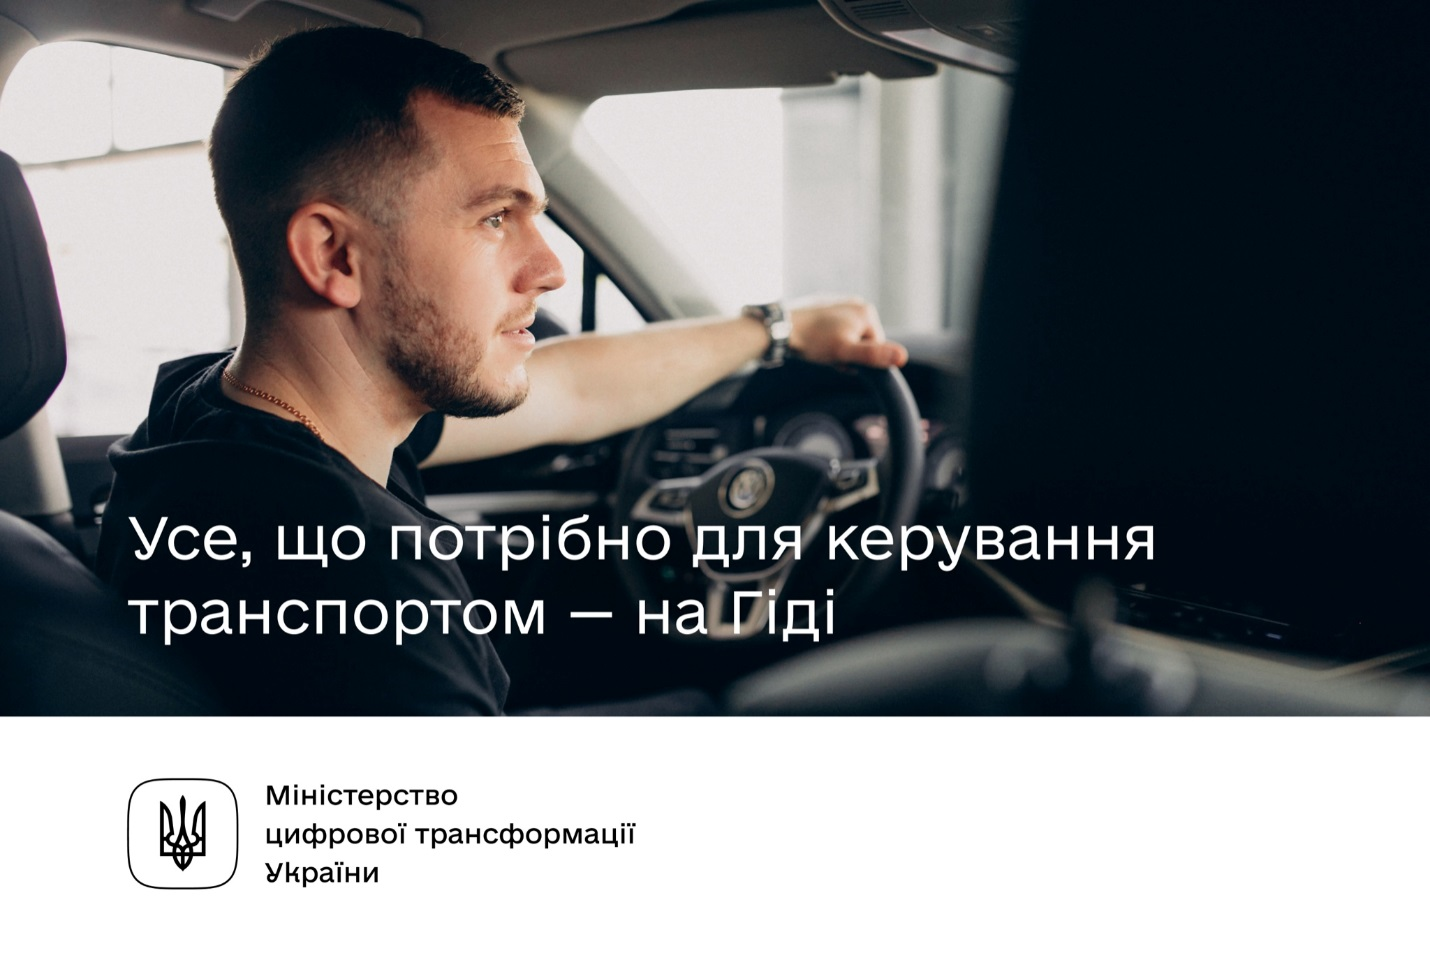 Усе, що потрібно для керування
транспортом — на Гіді
Міністерство
цифрової трансформації
України